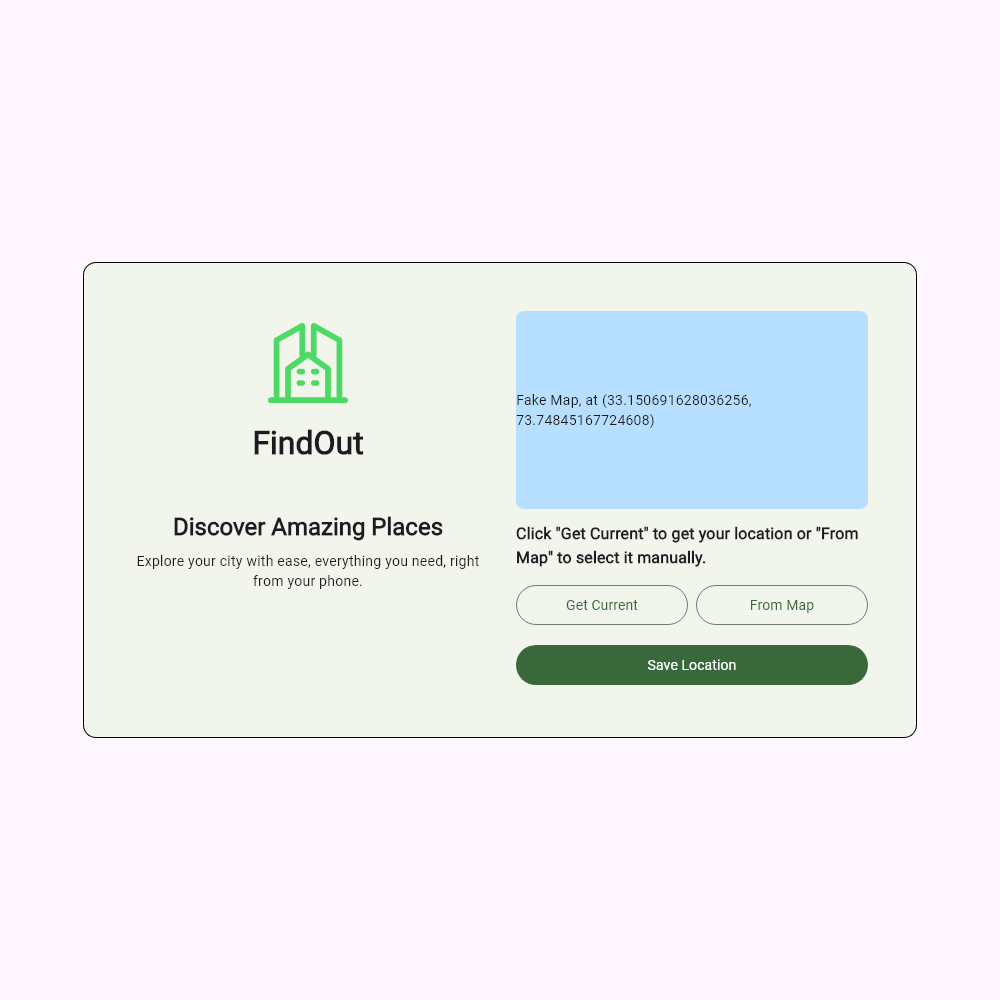 FindOut
Discover Amazing Places
Explore your city with ease, everything you need, right
from your phone.
Fake Map, at (33.150691628036256,
73.74845167724608)
Click "Get Current" to get your location or "From
Map" to select it manually.
Get Current
From Map
Save Location